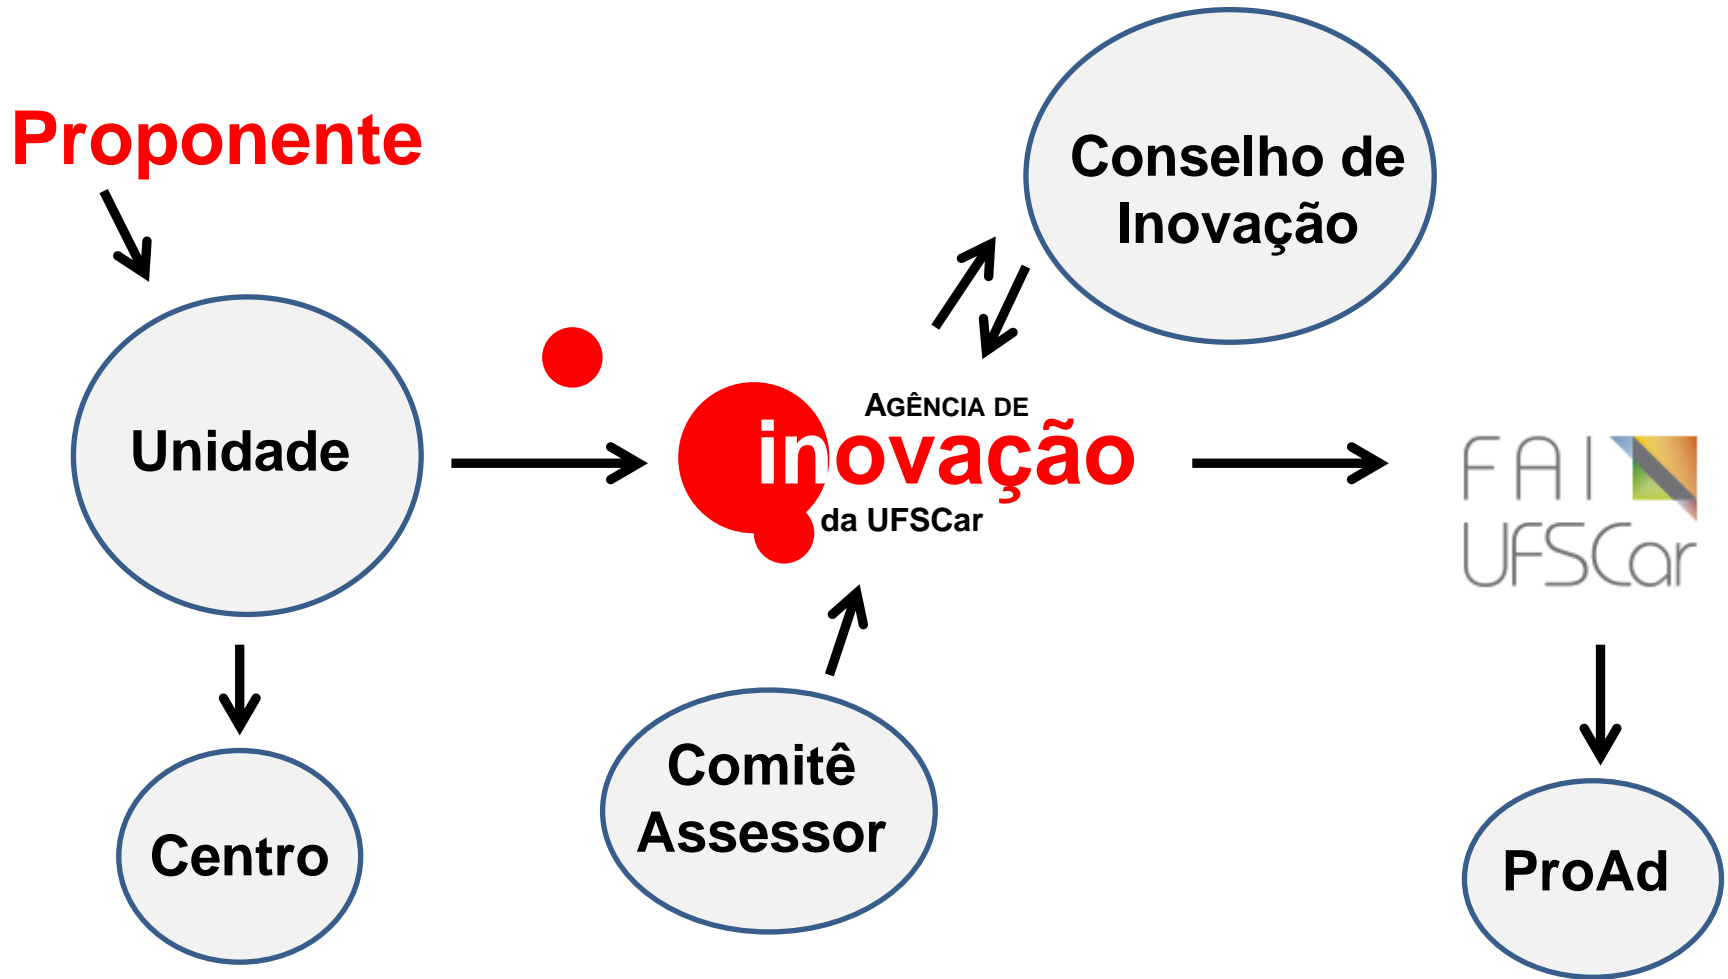 Proponente
Conselho de
Inovação
Unidade
AGÊNCIA DE
inovação
da UFSCar
FAI
UFSCar
Centro
Comitê
Assessor
ProAd